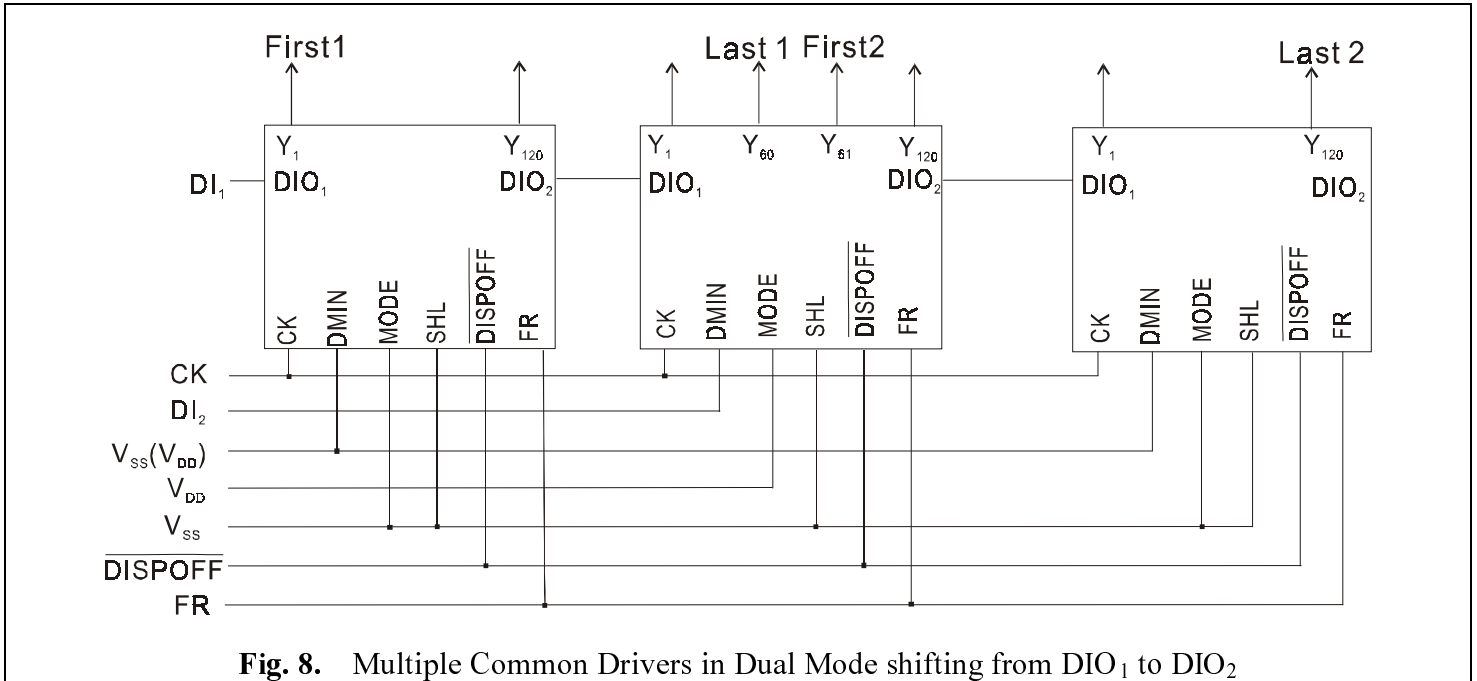 First1 Last 1 First2 Last 2
Y₁ Y₁₂₀ Y₁ Y₆₀ Y₆₁ Y₁₂₀ Y₁ Y₁₂₀
DI₁ DIO₁ DIO₂ DIO₁ DIO₂ DIO₁ DIO₂
CK DMIN MODE SHL DISPOFF FR CK DMIN MODE SHL DISPOFF FR CK DMIN MODE SHL DISPOFF FR
CK
DI₂
Vss(VDD)
VDD
Vss
DISPOFF
FR
Fig. 8. Multiple Common Drivers in Dual Mode shifting from DIO₁ to DIO₂